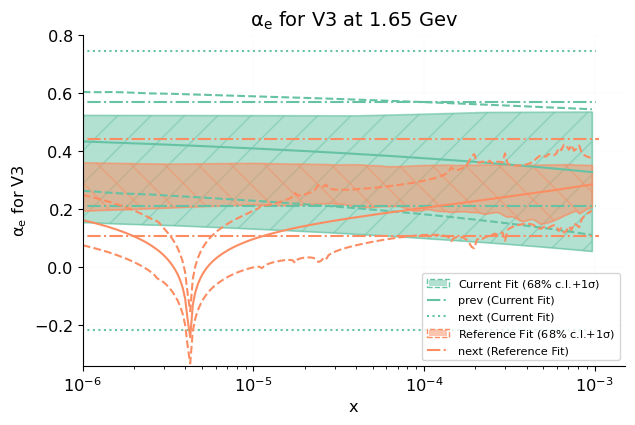 αe for V3 at 1.65 Gev
αe for V3
0.8
0.6
0.4
0.2
0.0
−0.2
10−6
10−5
10−4
10−3
x
Current Fit (68% c.l.+1σ)
prev (Current Fit)
next (Current Fit)
Reference Fit (68% c.l.+1σ)
next (Reference Fit)